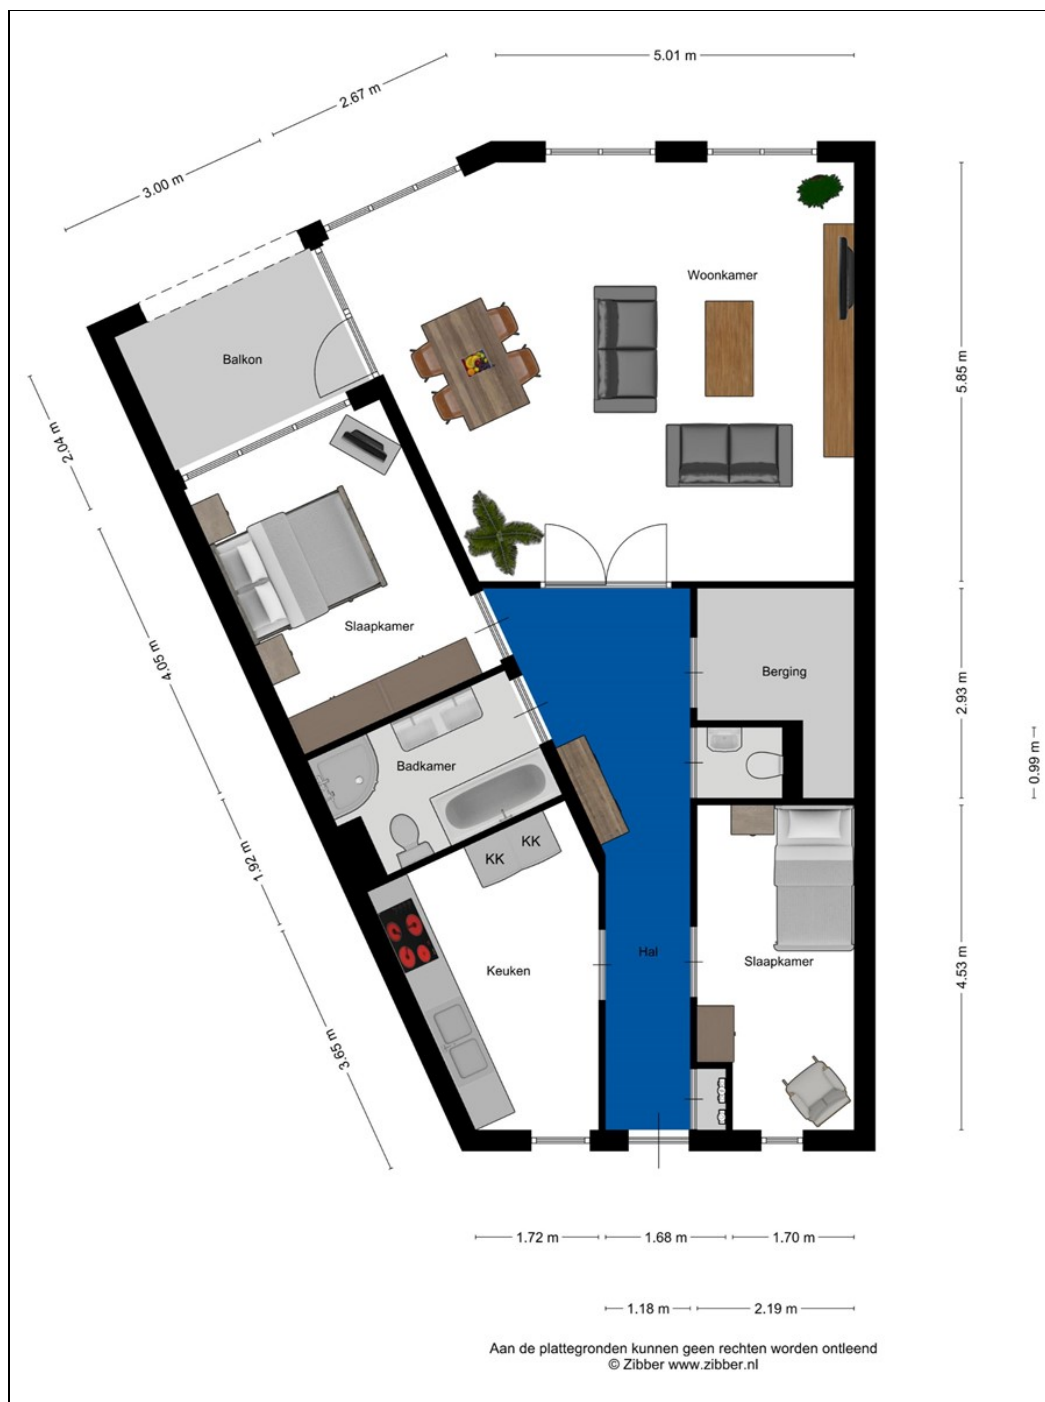 5.01 m
2.67 m
3.00 m
Woonkamer
Balkon
5.85 m
2.04 m
Slaapkamer
4.05 m
Berging
2.93 m
0.99 m
Badkamer
1.92 m
KK
KK
Hal
Keuken
Slaapkamer
4.53 m
3.65 m
1.72 m
1.68 m
1.70 m
1.18 m
2.19 m
Aan de plattegronden kunnen geen rechten worden ontleend
© Zibber www.zibber.nl